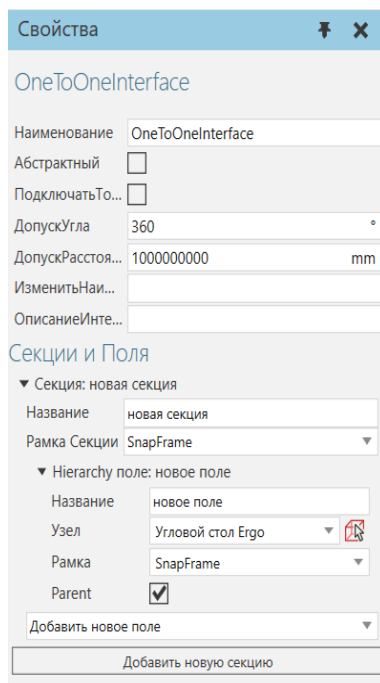 Свойства
OneToOneInterface
Наименование OneToOneInterface
Абстрактный
ПодключатьТо...
ДопускУгла 360 °
ДопускРасстоя... 1000000000 mm
ИзменитьНаи...
ОписаниеИнте...
Секции и Поля
Секция: новая секция
Название новая секция
Рамка Секции SnapFrame
Hierarchy поле: новое поле
Название новое поле
Узел Угловой стол Ergo
Рамка SnapFrame
Parent
Добавить новое поле
Добавить новую секцию